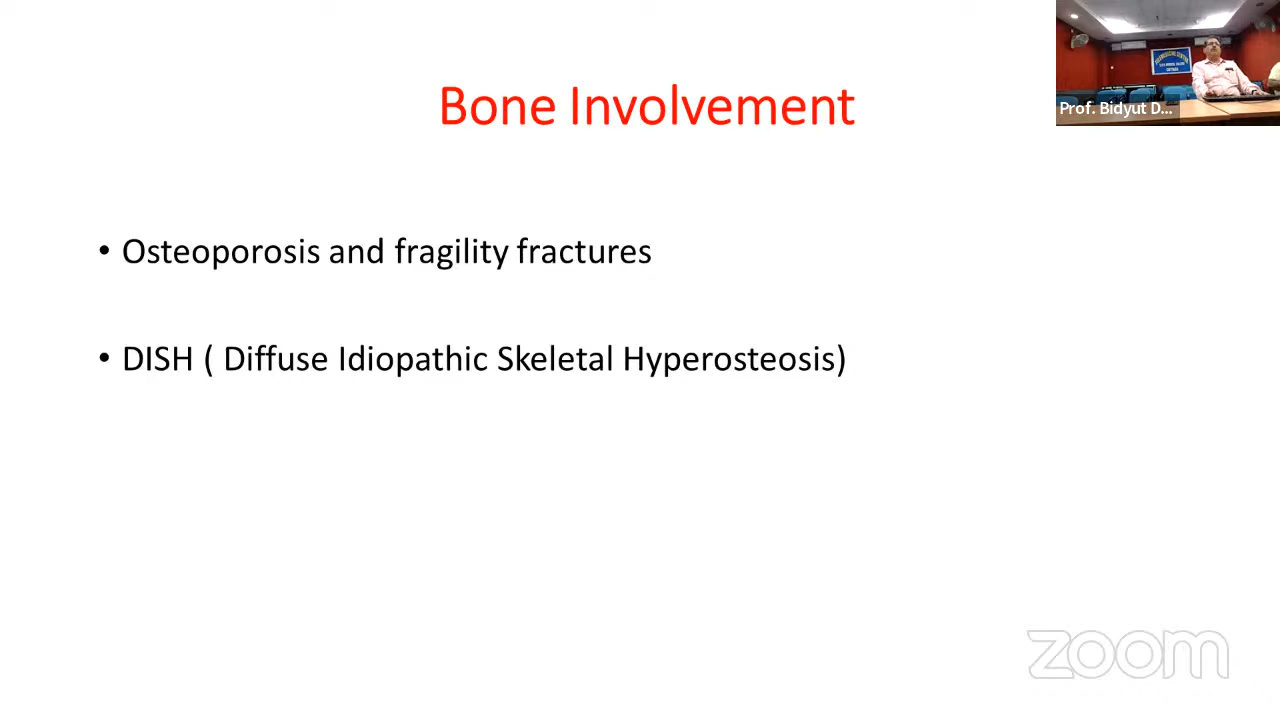 Bone Involvement
Prof. Bidyut D...
• Osteoporosis and fragility fractures
• DISH ( Diffuse Idiopathic Skeletal Hyperosteosis)
zoom